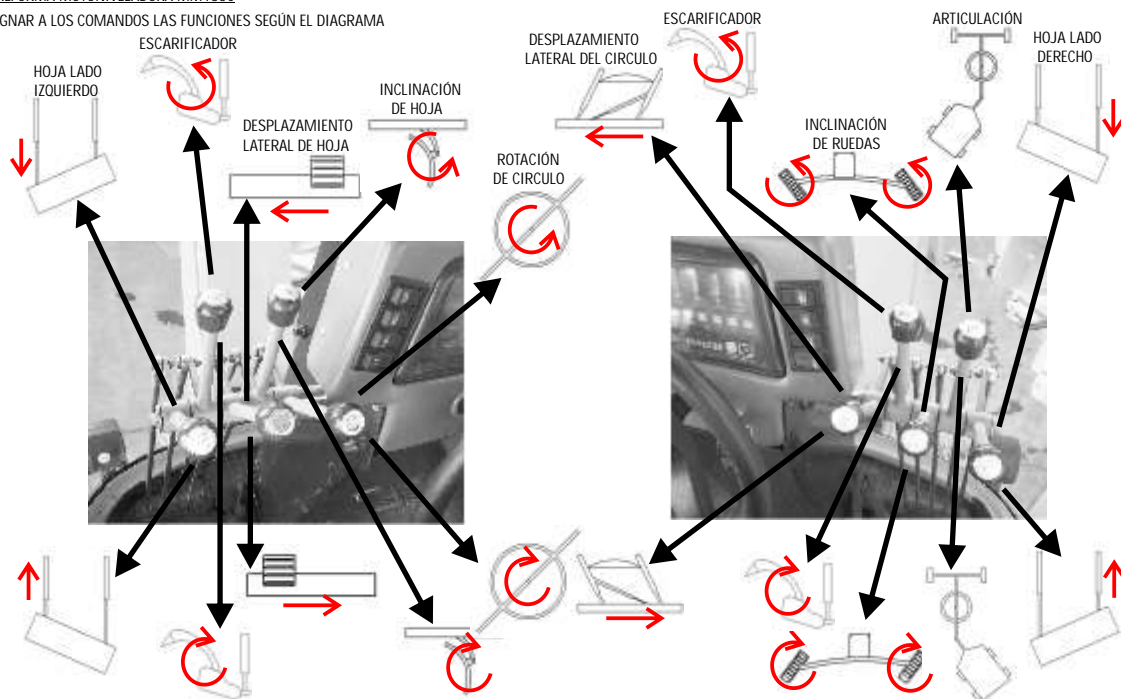 GNAR A LOS COMANDOS LAS FUNCIONES SEGÚN EL DIAGRAMA
HOJA LADO
IZQUIERDO
ESCARIFICADOR
DESPLAZAMIENTO
LATERAL DE HOJA
INCLINACIÓN
DE HOJA
ROTACIÓN
DE CIRCULO
DESPLAZAMIENTO
LATERAL DEL CIRCULO
ESCARIFICADOR
INCLINACIÓN
DE RUEDAS
ARTICULACIÓN
HOJA LADO
DERECHO